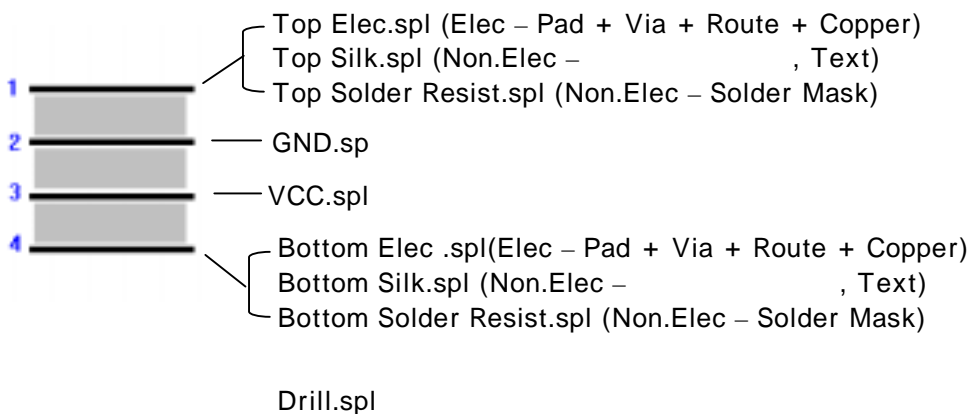 Top Elec.spl (Elec – Pad + Via + Route + Copper)
Top Silk.spl (Non.Elec – , Text)
1
Top Solder Resist.spl (Non.Elec – Solder Mask)
2
GND.sp
3
VCC.spl
4
Bottom Elec .spl(Elec – Pad + Via + Route + Copper)
Bottom Silk.spl (Non.Elec – , Text)
Bottom Solder Resist.spl (Non.Elec – Solder Mask)
Drill.spl